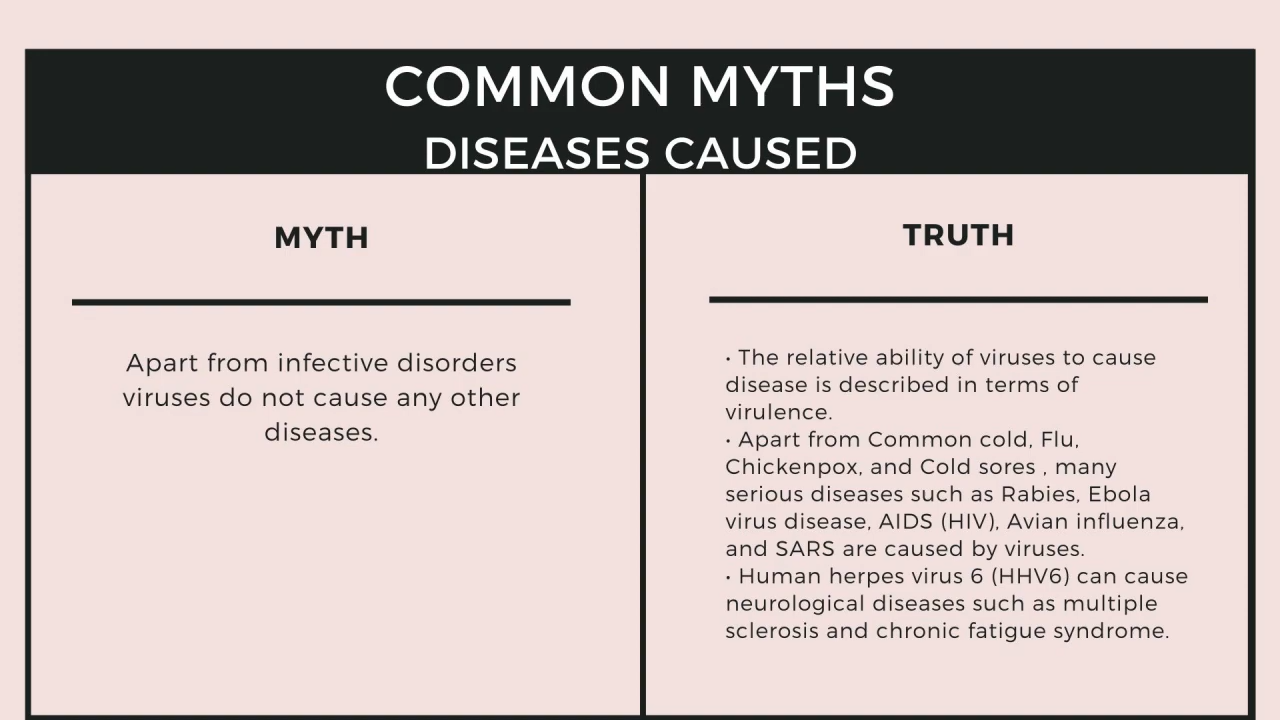 COMMON MYTHS
DISEASES CAUSED
MYTH
Apart from infective disorders
viruses do not cause any other
diseases.
TRUTH
• The relative ability of viruses to cause
disease is described in terms of
virulence.
• Apart from Common cold, Flu,
Chickenpox, and Cold sores , many
serious diseases such as Rabies, Ebola
virus disease, AIDS (HIV), Avian influenza,
and SARS are caused by viruses.
• Human herpes virus 6 (HHV6) can cause
neurological diseases such as multiple
sclerosis and chronic fatigue syndrome.